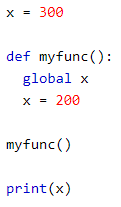 x = 300

def myfunc():
  global x
  x = 200

myfunc()

print(x)